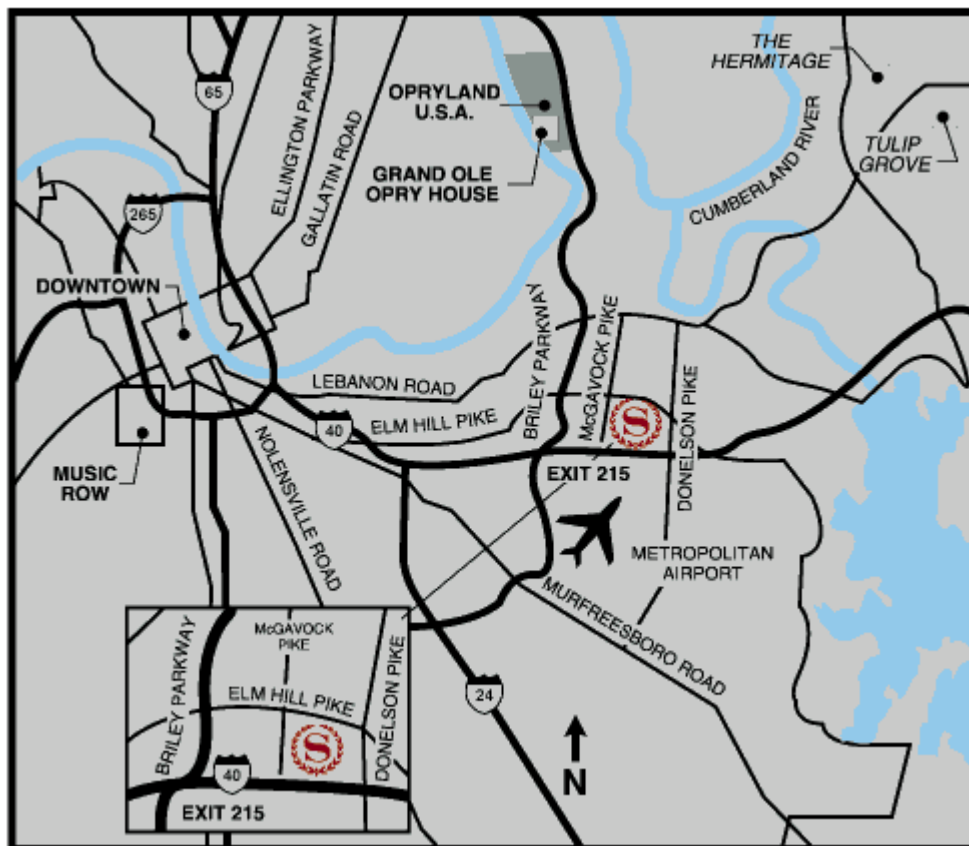 THE
HERMITAGE
OPRYLAND
U.S.A.
65
ELLINGTON PARKWAY
GALLATIN ROAD
TULIP
GROVE
GRAND OLE
OPRY HOUSE
CUMBERLAND RIVER
265
DOWNTOWN
BRILEY PARKWAY
McGAVOCK PIKE
DONELSON PIKE
LEBANON ROAD
ELM HILL PIKE
40
S
MUSIC
ROW
NOLENSVILLE ROAD
EXIT 215
METROPOLITAN
AIRPORT
MURFREESBORO ROAD
24
N
BRILEY PARKWAY
McGAVOCK
PIKE
ELM HILL PIKE
DONELSON PIKE
S
40
EXIT 215